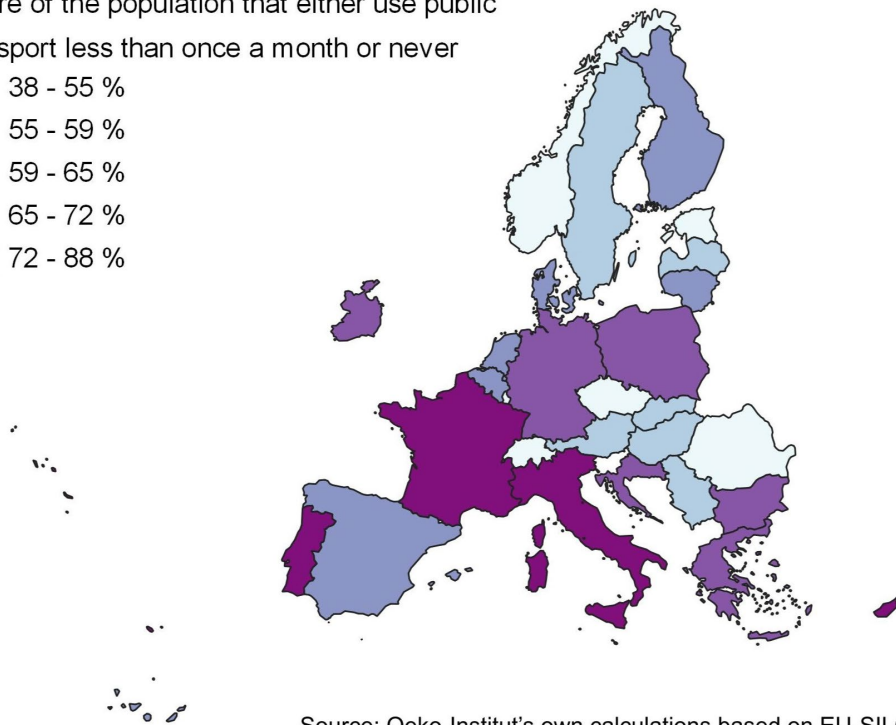 re of the population that either use public
sport less than once a month or never
38 - 55 %
55 - 59 %
59 - 65 %
65 - 72 %
72 - 88 %
Source: Oeko-Institut's own calculations based on EU-SIL